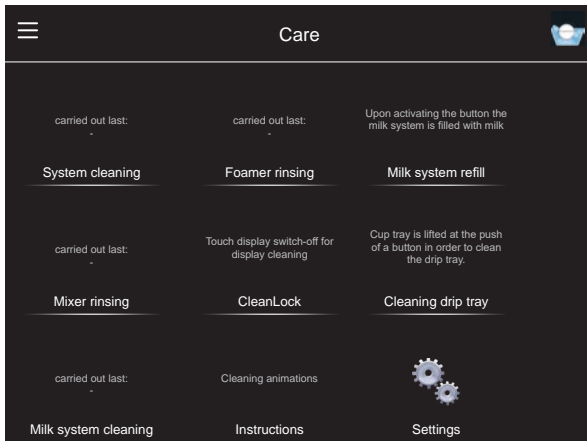 Care
carried out last:
-
carried out last:
-
Upon activating the button the
milk system is filled with milk
System cleaning
Foamer rinsing
Milk system refill
carried out last:
-
Touch display switch-off for
display cleaning
Cup tray is lifted at the push
of a button in order to clean
the drip tray.
Mixer rinsing
CleanLock
Cleaning drip tray
carried out last:
-
Cleaning animations
Milk system cleaning
Instructions
Settings